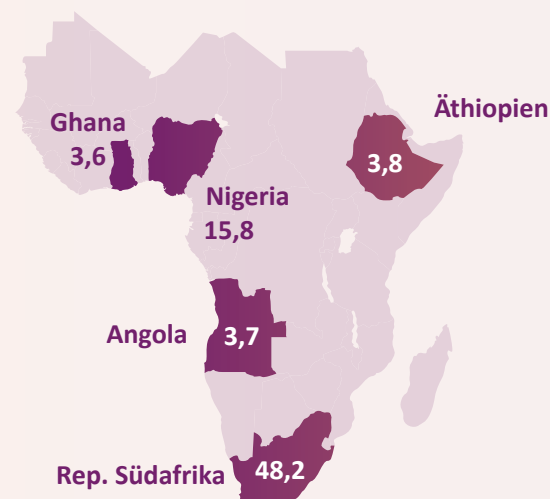 Ghana
3,6
Äthiopien
3,8
Nigeria
15,8
Angola
3,7
Rep. Südafrika
48,2